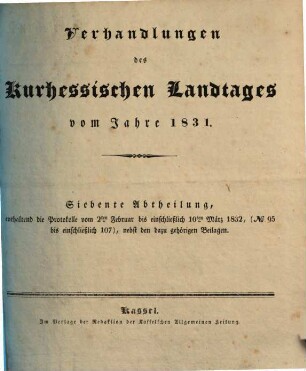 Verhandlungen
des
Kurhessischen Landtages
vom Jahre 1831.
Siebente Abtheilung,
enthaltend die Protokolle vom 2ten Februar bis einschließlich 10ten März 1832, (№ 95
bis einschließlich 107), nebst den dazu gehörigen Beilagen.
Kassel.
Im Verlage der Redaktion der Kasselschen Allgemeinen Zeitung.